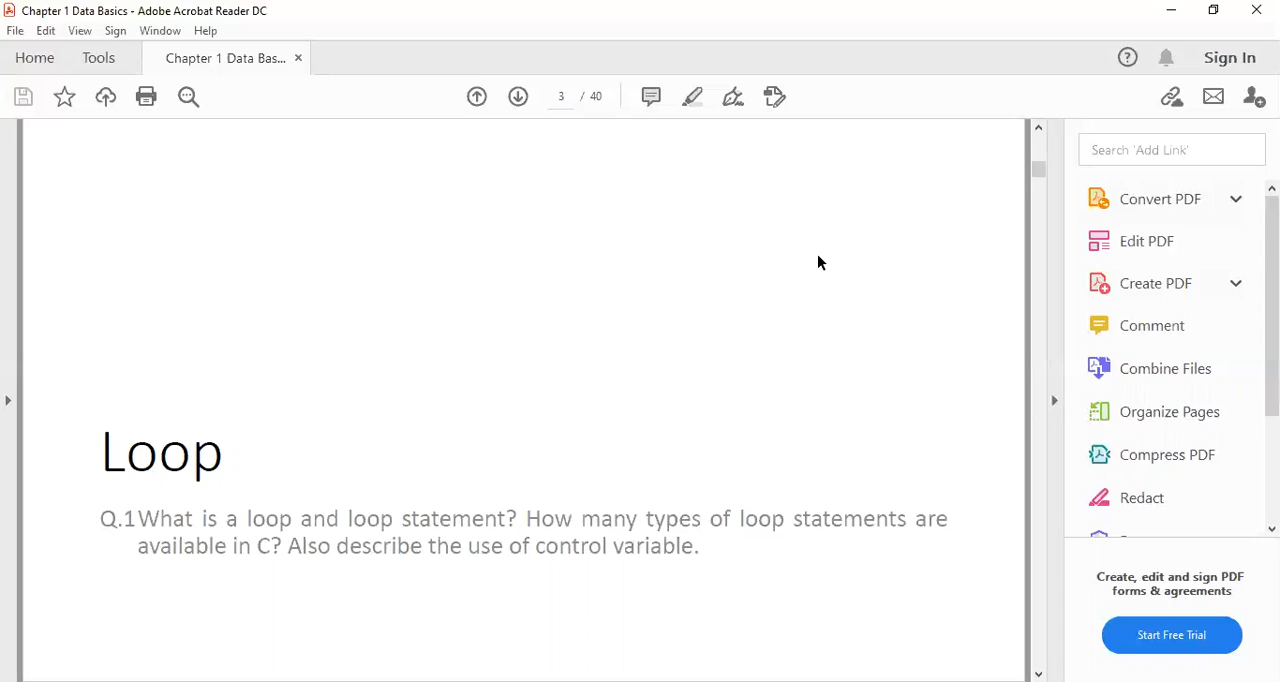 Chapter 1 Data Basics - Adobe Acrobat Reader DC
File Edit View Sign Window Help
Home Tools Chapter 1 Data Bas... × Sign In
3 / 40
Search 'Add Link'
Convert PDF
Edit PDF
Create PDF
Comment
Combine Files
Organize Pages
Compress PDF
Redact
Loop
Q.1What is a loop and loop statement? How many types of loop statements are
available in C? Also describe the use of control variable.
Create, edit and sign PDF
forms & agreements
Start Free Trial